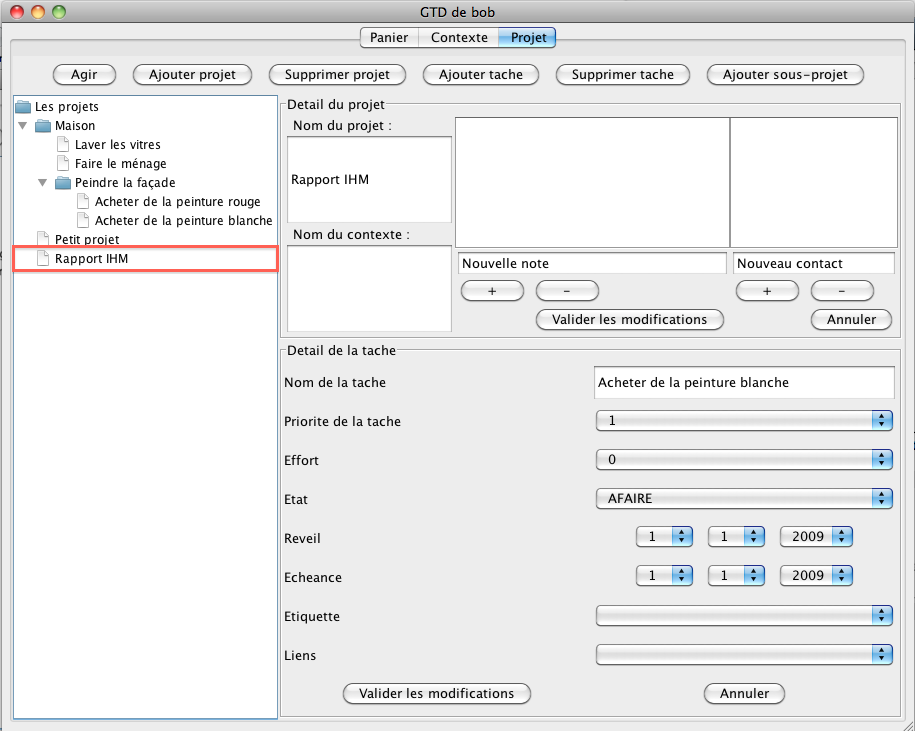 GTD de bob
Panier Contexte Projet
Agir Ajouter projet Supprimer projet Ajouter tache Supprimer tache Ajouter sous-projet
Les projets
Maison
Laver les vitres
Faire le ménage
Peindre la façade
Acheter de la peinture rouge
Acheter de la peinture blanche
Petit projet
Rapport IHM
Detail du projet
Nom du projet :
Rapport IHM
Nom du contexte :
Nouvelle note
Nouveau contact
+ - + -
Valider les modifications Annuler
Detail de la tache
Nom de la tache Acheter de la peinture blanche
Priorite de la tache 1
Effort 0
Etat AFAIRE
Reveil 1 1 2009
Echeance 1 1 2009
Etiquette
Liens
Valider les modifications Annuler